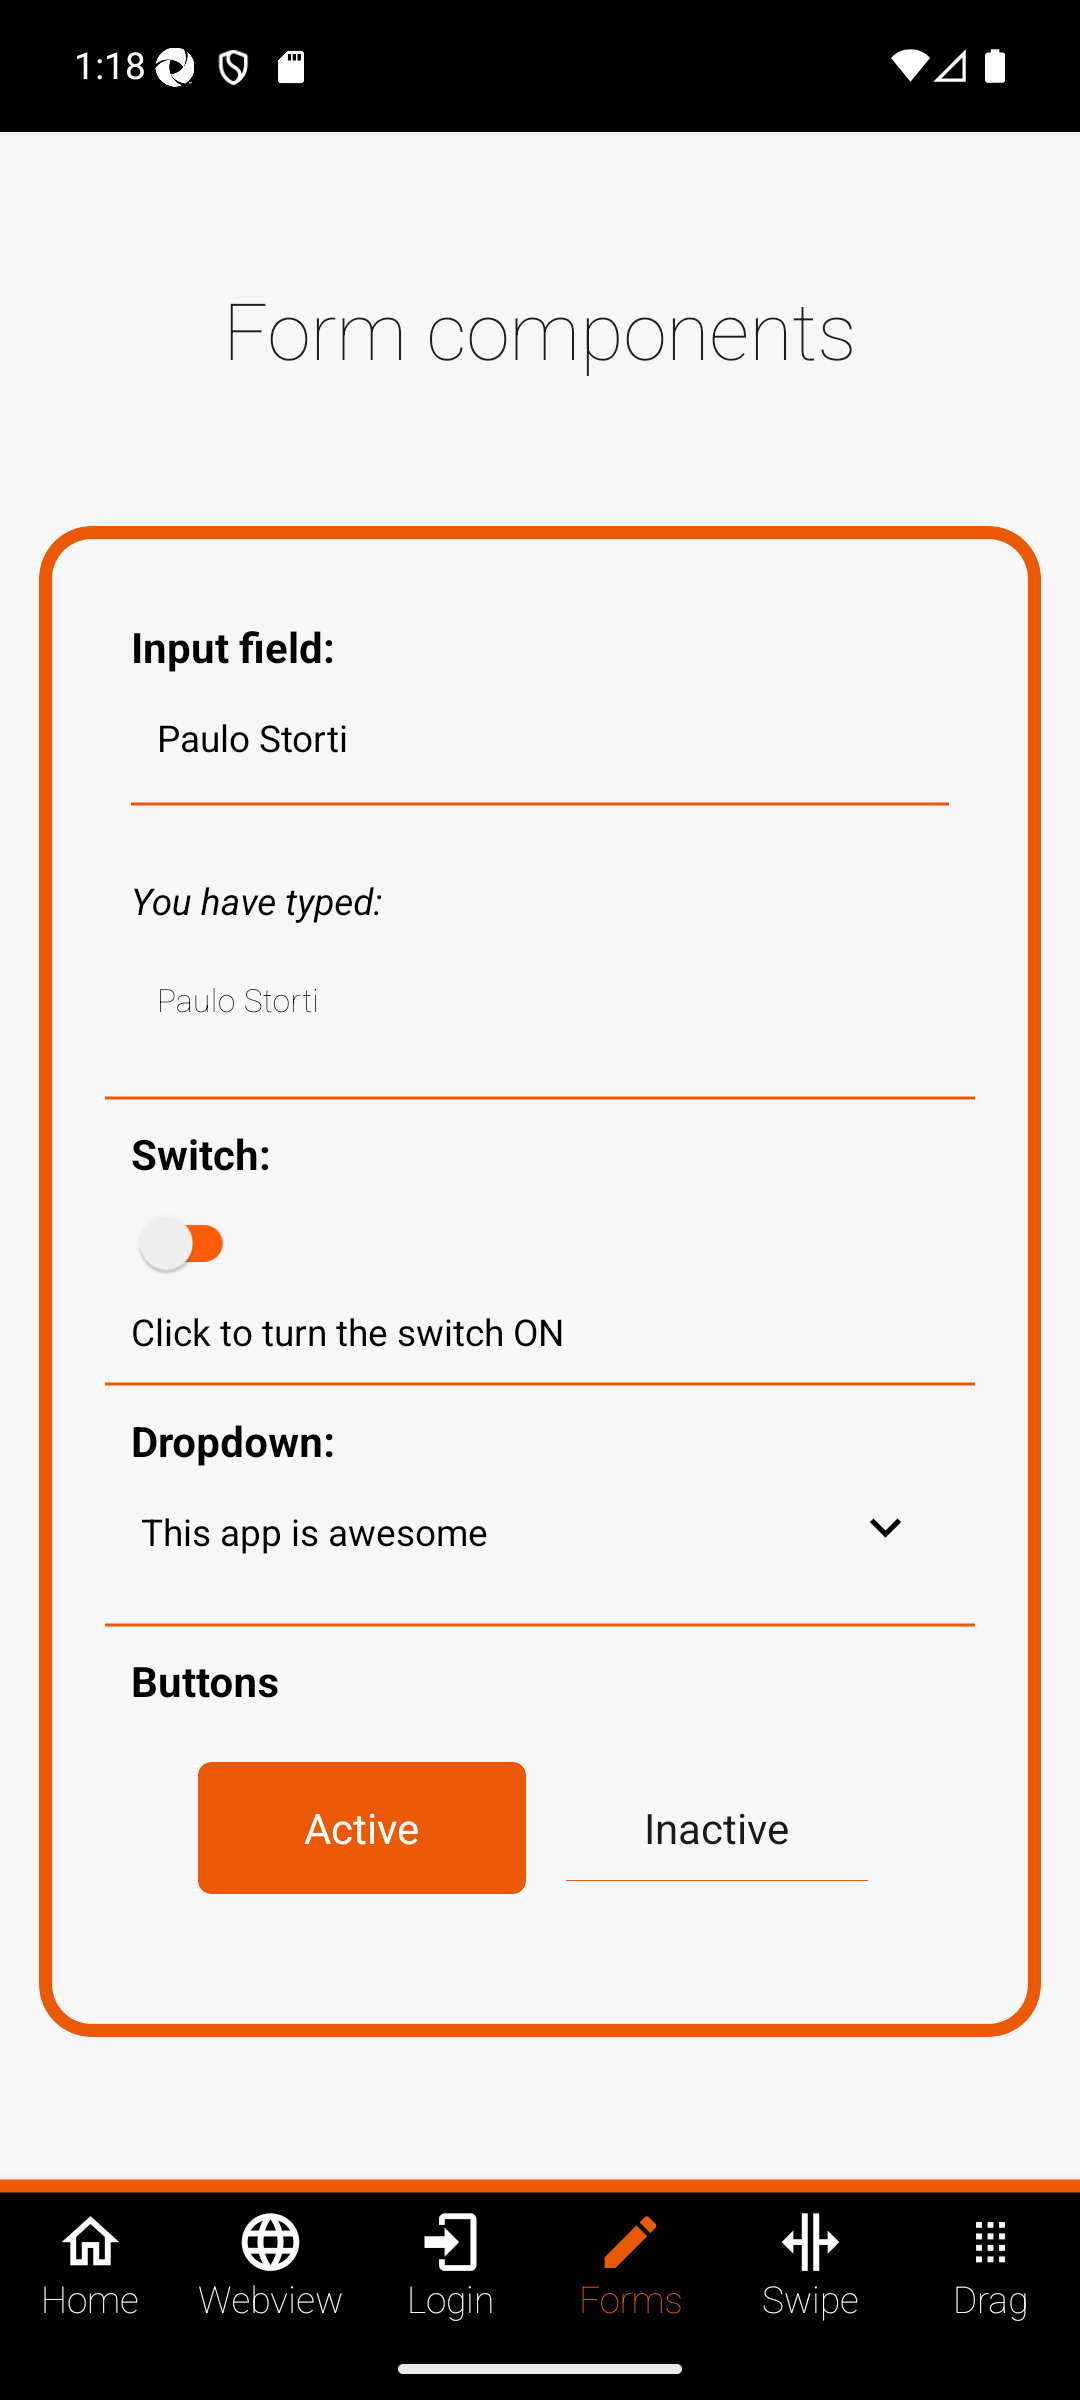 1:18
Form components
Input field:
Paulo Storti
You have typed:
Paulo Storti
Switch:
Click to turn the switch ON
Dropdown:
This app is awesome
Buttons
Active Inactive
Home Webview Login Forms Swipe Drag